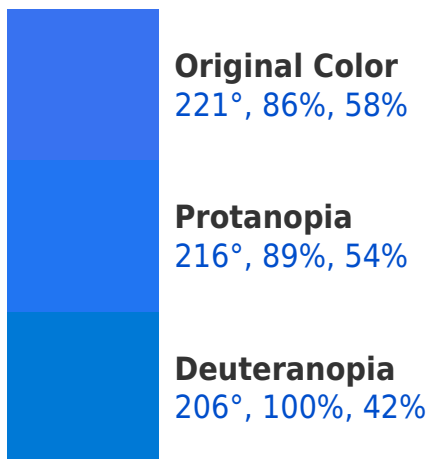 Original Color
221°, 86%, 58%
Protanopia
216°, 89%, 54%
Deuteranopia
206°, 100%, 42%